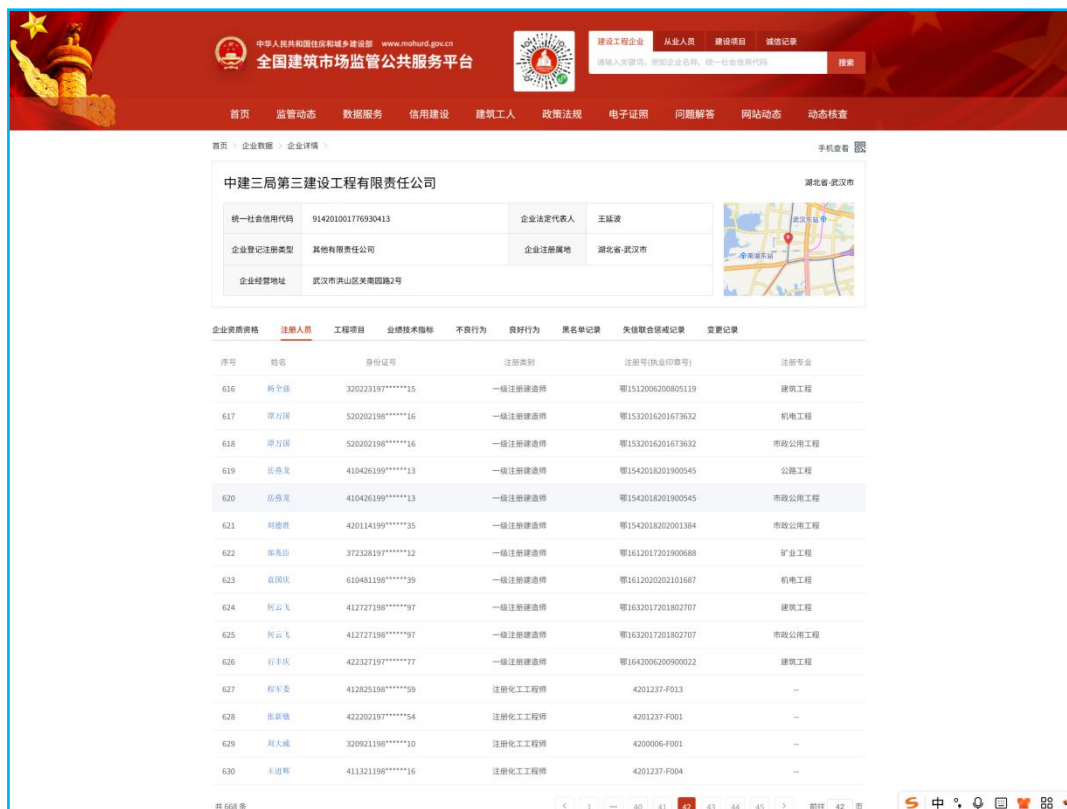 中华人民共和国住房和城乡建设部 www.mohurd.gov.cn
全国建筑市场监管公共服务平台
建设工程企业 从业人员 建设项目 诚信记录
请输入关键词，例如企业名称，统一社会信用代码 搜索
首页 监管动态 数据服务 信用建设 建筑工人 政策法规 电子证照 问题解答 网站动态 动态核查
首页 > 企业数据 > 企业详情 > 手机查看
中建三局第三建设工程有限责任公司 湖北省-武汉市
统一社会信用代码 914201001776930413 企业法定代表人 王延波
企业登记注册类型 其他有限责任公司 企业注册属地 湖北省-武汉市
企业经营地址 武汉市洪山区关南园路2号
武汉东站
南湖东站
企业资质资格 注册人员 工程项目 业绩技术指标 不良行为 良好行为 黑名单记录 失信联合惩戒记录 变更记录
序号 姓名 身份证号 注册类别 注册号(执业印章号) 注册专业
616 杨全强 320223197******15 一级注册建造师 鄂1512006200805119 建筑工程
617 谭万国 520202198******16 一级注册建造师 鄂1532016201673632 机电工程
618 谭万国 520202198******16 一级注册建造师 鄂1532016201673632 市政公用工程
619 岳燕龙 410426199******13 一级注册建造师 鄂1542018201900545 公路工程
620 岳燕龙 410426199******13 一级注册建造师 鄂1542018201900545 市政公用工程
621 刘德胜 420114199******35 一级注册建造师 鄂1542018202001384 市政公用工程
622 372328197******12 一级注册建造师 鄂1612017201900688 矿业工程
623 袁国庆 610481198******39 一级注册建造师 鄂1612020202101687 机电工程
624 何云飞 412727198******97 一级注册建造师 鄂1632017201802707 建筑工程
625 何云飞 412727198******97 一级注册建造师 鄂1632017201802707 市政公用工程
626 石丰庆 422327197******77 一级注册建造师 鄂1642006200900022 建筑工程
627 程军委 412825198******59 注册化工工程师 4201237-F013 --
628 张新敏 422202197******54 注册化工工程师 4201237-F001 --
629 刘大威 320921198******10 注册化工工程师 4200006-F001 --
630 王进辉 411321198******16 注册化工工程师 4201237-F004 --
共 668 条 < 1 ... 40 41 42 43 44 45 > 前往 42 页
中